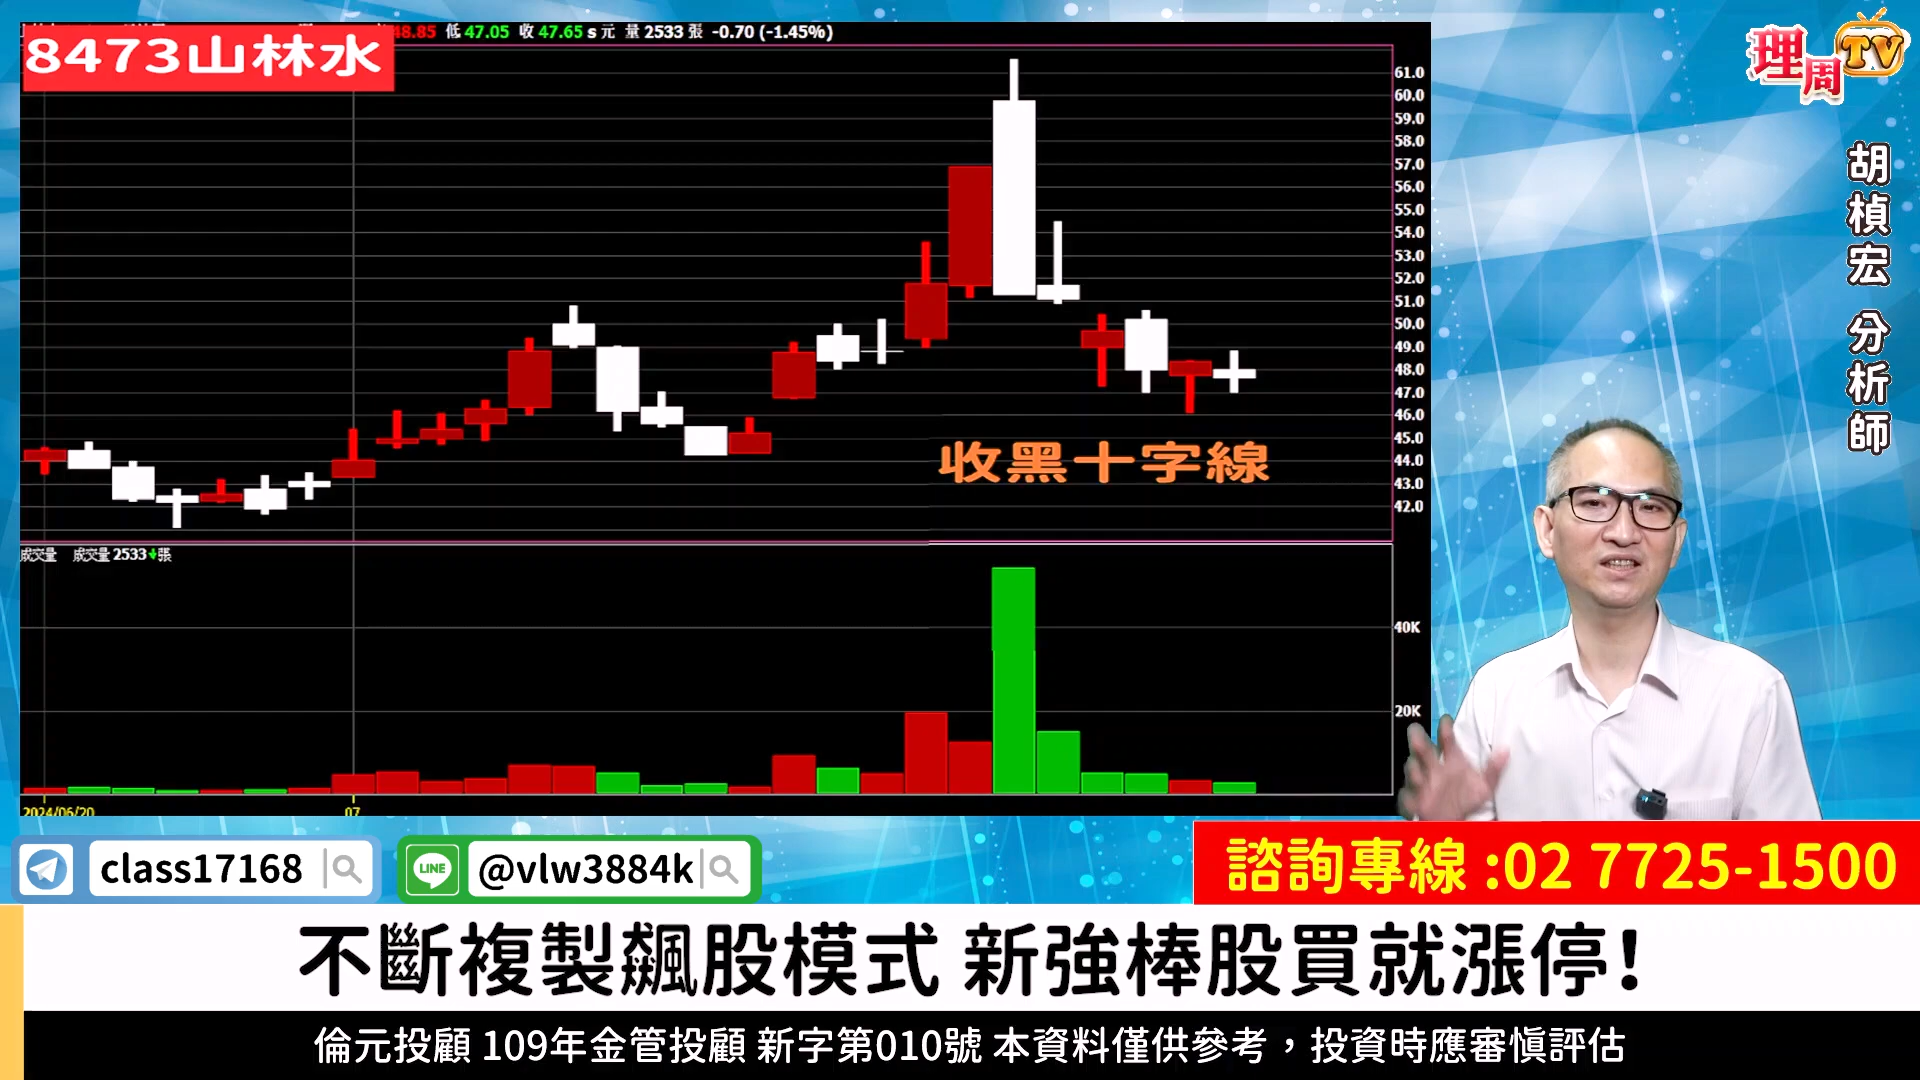 8473山林水
48.85 低 47.05 收 47.65 s 元 量 2533 張 -0.70 (-1.45%)
理周TV
胡楨宏 分析師
61.0
60.0
59.0
58.0
57.0
56.0
55.0
54.0
53.0
52.0
51.0
50.0
49.0
48.0
47.0
46.0
45.0
44.0
43.0
42.0
收黑十字線
成交量 成交量 2533↓張
40K
20K
2024/06/20
07
class17168
LINE
@vlw3884k
諮詢專線 :02 7725-1500
不斷複製飆股模式 新強棒股買就漲停!
倫元投顧 109年金管投顧 新字第010號 本資料僅供參考，投資時應審慎評估